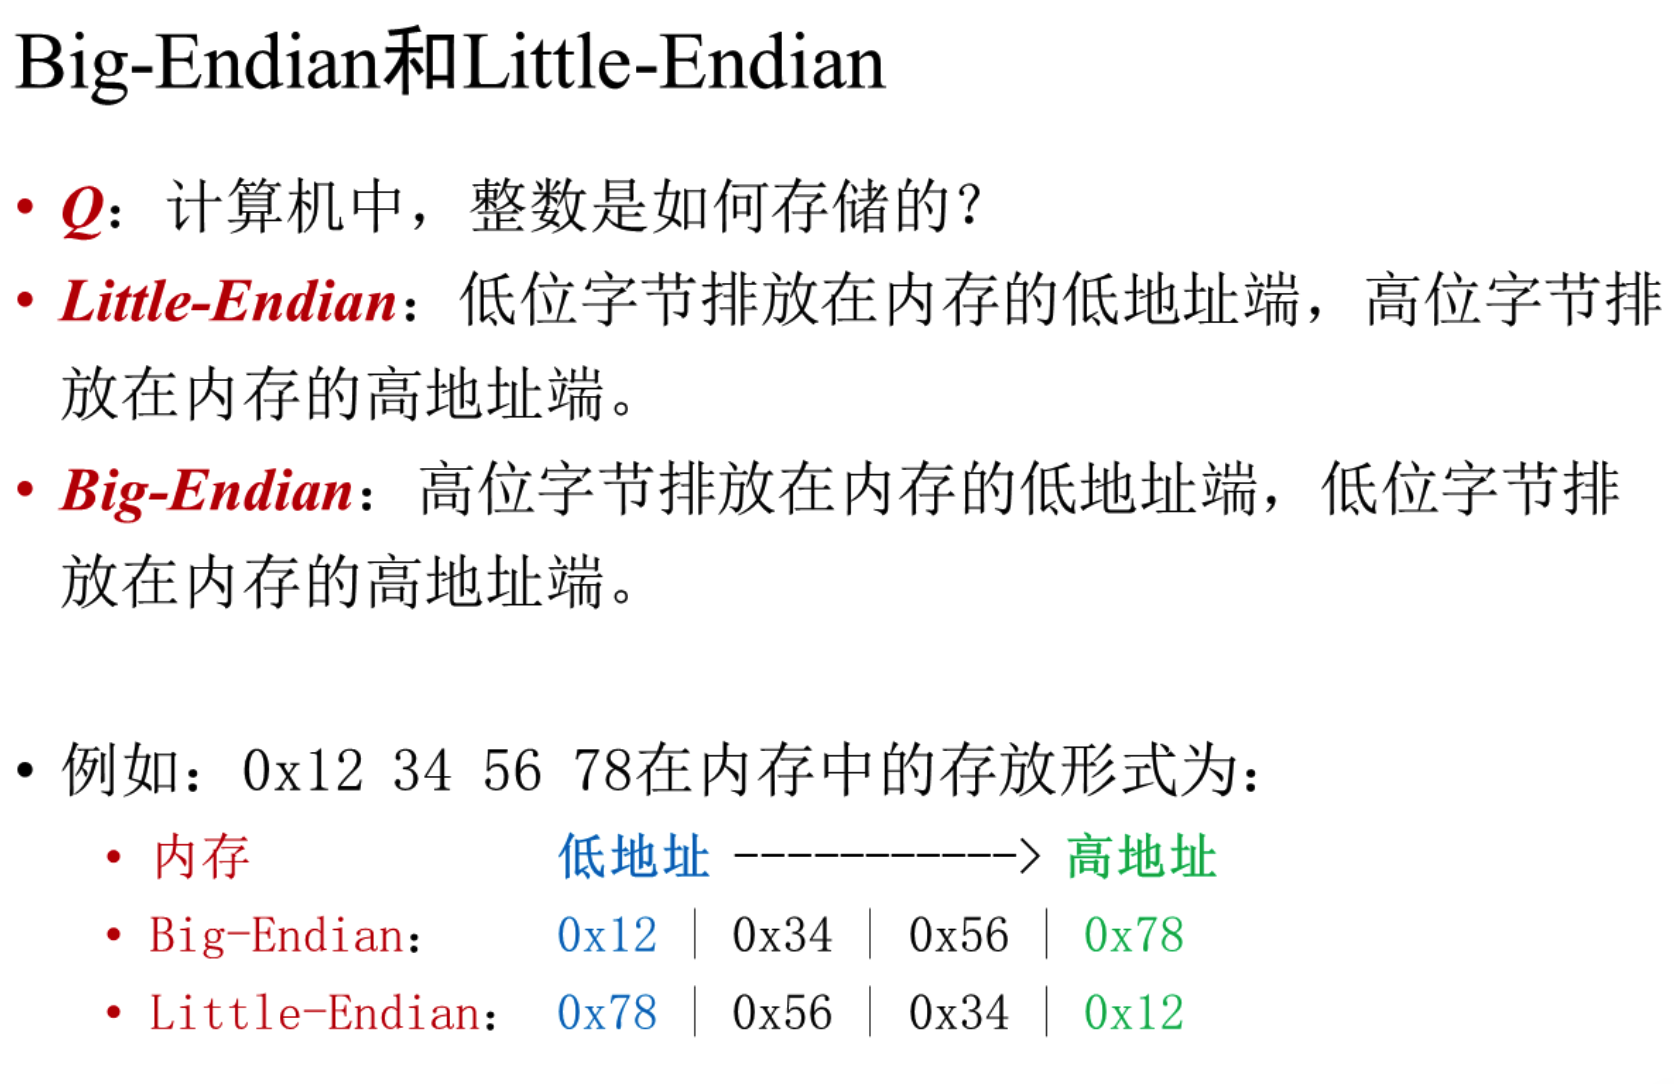 Big-Endian和Little-Endian
• Q：计算机中，整数是如何存储的？
• Little-Endian：低位字节排放在内存的低地址端，高位字节排
放在内存的高地址端。
• Big-Endian：高位字节排放在内存的低地址端，低位字节排
放在内存的高地址端。
• 例如：0x12 34 56 78在内存中的存放形式为：
• 内存 低地址 -----------> 高地址
• Big-Endian： 0x12 | 0x34 | 0x56 | 0x78
• Little-Endian： 0x78 | 0x56 | 0x34 | 0x12